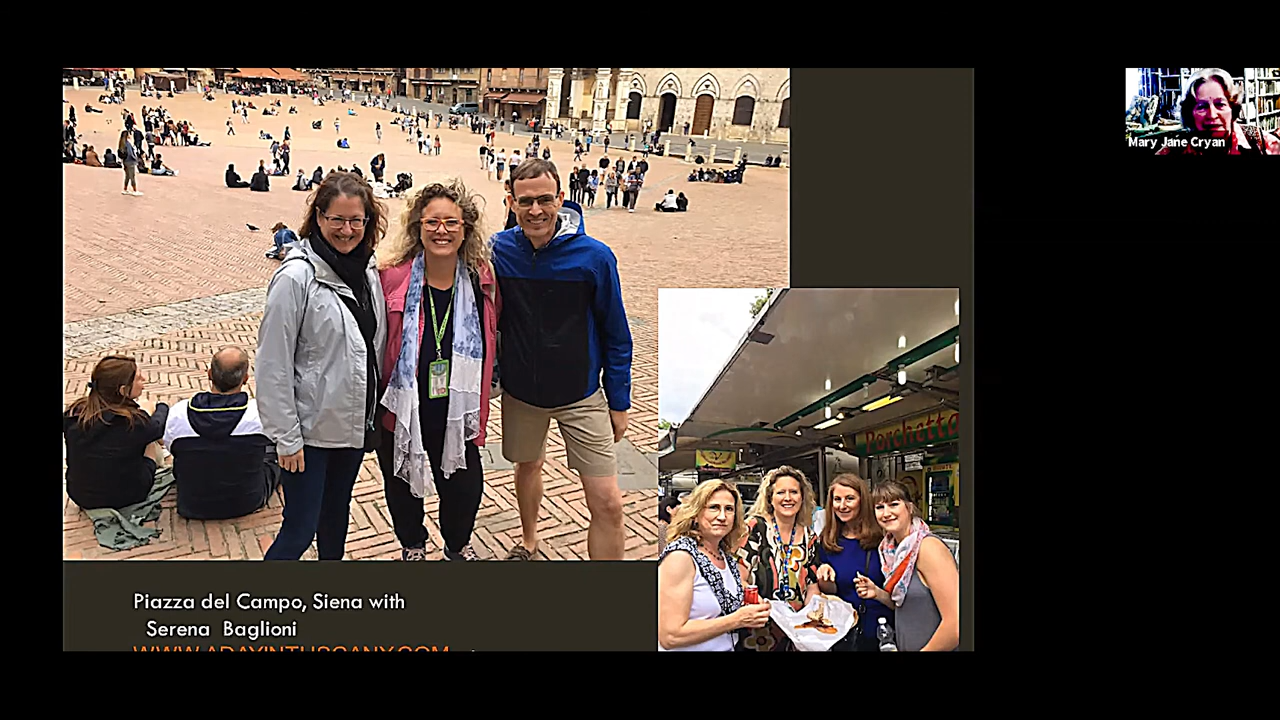 Mary Jane Cryan
Porchetta
Piazza del Campo, Siena with
Serena Baglioni
WWW.ADAYINTUSCANY.COM